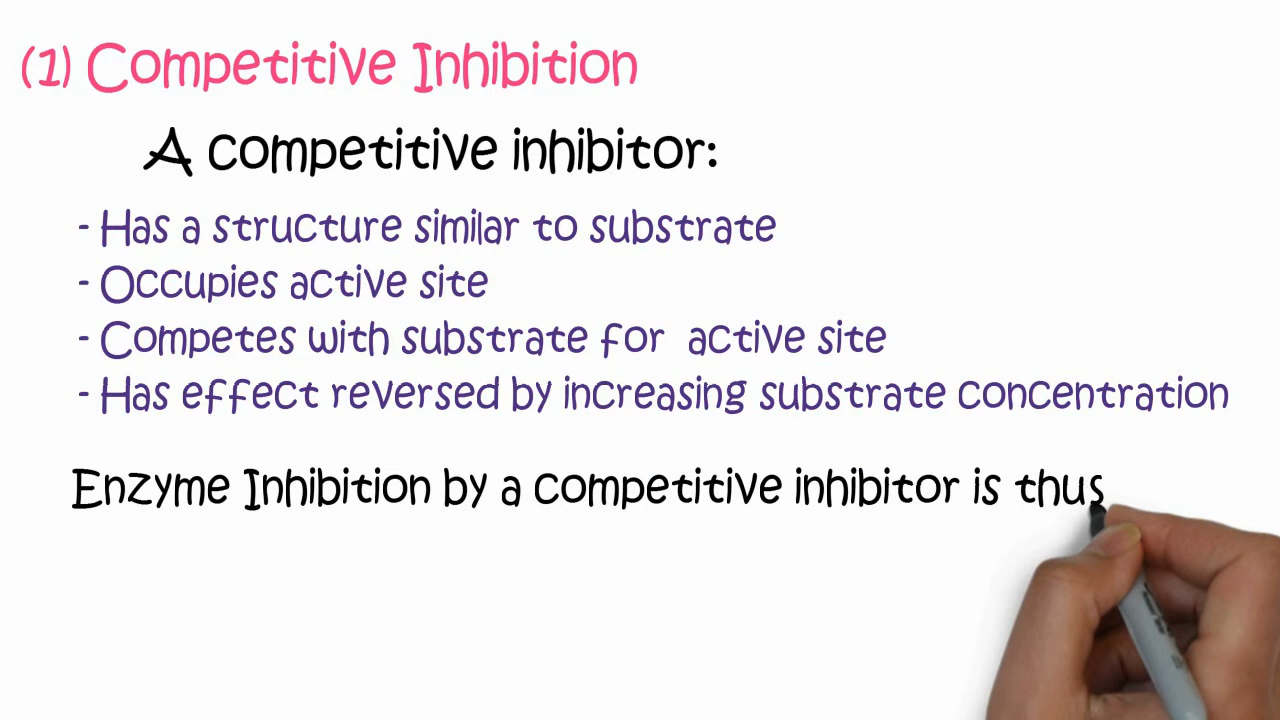 (1) Competitive Inhibition
A competitive inhibitor:
- Has a structure similar to substrate
- Occupies active site
- Competes with substrate for active site
- Has effect reversed by increasing substrate concentration
Enzyme Inhibition by a competitive inhibitor is thus